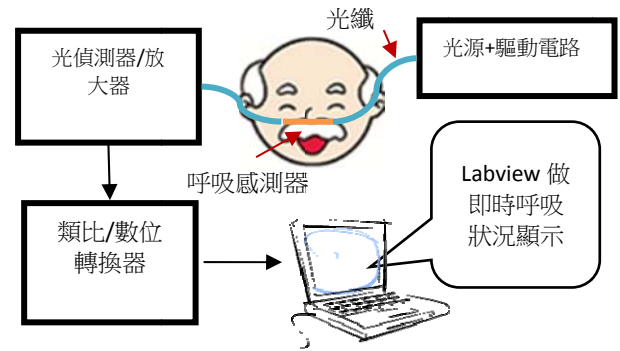 光纖
光偵測器/放
大器
光源+驅動電路
呼吸感測器
Labview 做
即時呼吸
狀況顯示
類比/數位
轉換器